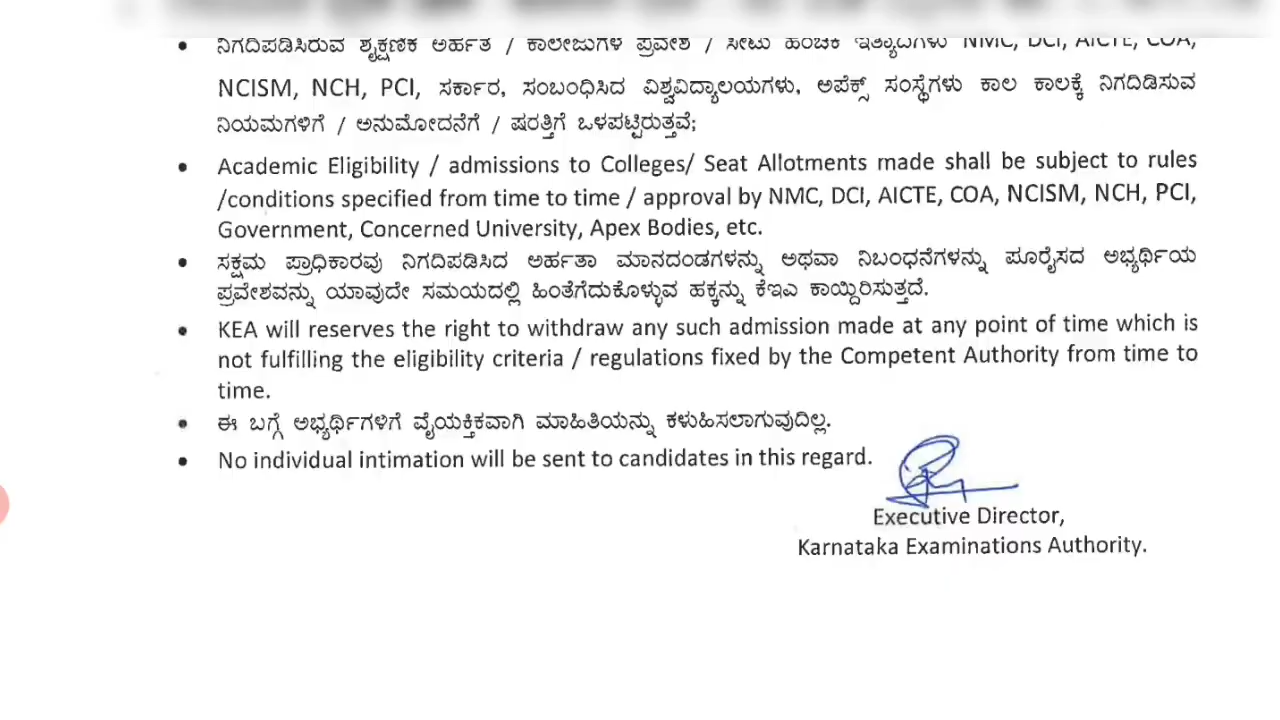 ನಿಗದಿಪಡಿಸಿರುವ ಶೈಕ್ಷಣಿಕ ಅರ್ಹತೆ / ಕಾಲೇಜುಗಳ ಪ್ರವೇಶ / ಸೀಟು ಹಂಚಿಕೆ ಇತ್ಯಾದಿಗಳು NMC, DCI, AICTE, COA,
NCISM, NCH, PCI, ಸರ್ಕಾರ, ಸಂಬಂಧಿಸಿದ ವಿಶ್ವವಿದ್ಯಾಲಯಗಳು, ಅಪೆಕ್ಸ್ ಸಂಸ್ಥೆಗಳು ಕಾಲ ಕಾಲಕ್ಕೆ ನಿಗದಿಡಿಸುವ
ನಿಯಮಗಳಿಗೆ / ಅನುಮೋದನೆಗೆ / ಷರತ್ತಿಗೆ ಒಳಪಟ್ಟಿರುತ್ತವೆ;
Academic Eligibility / admissions to Colleges/ Seat Allotments made shall be subject to rules
/conditions specified from time to time / approval by NMC, DCI, AICTE, COA, NCISM, NCH, PCI,
Government, Concerned University, Apex Bodies, etc.
ಸಕ್ಷಮ ಪ್ರಾಧಿಕಾರವು ನಿಗದಿಪಡಿಸಿದ ಅರ್ಹತಾ ಮಾನದಂಡಗಳನ್ನು ಅಥವಾ ನಿಬಂಧನೆಗಳನ್ನು ಪೂರೈಸದ ಅಭ್ಯರ್ಥಿಯ
ಪ್ರವೇಶವನ್ನು ಯಾವುದೇ ಸಮಯದಲ್ಲಿ ಹಿಂತೆಗೆದುಕೊಳ್ಳುವ ಹಕ್ಕನ್ನು ಕೆಇಎ ಕಾಯ್ದಿರಿಸುತ್ತದೆ.
KEA will reserves the right to withdraw any such admission made at any point of time which is
not fulfilling the eligibility criteria / regulations fixed by the Competent Authority from time to
time.
ಈ ಬಗ್ಗೆ ಅಭ್ಯರ್ಥಿಗಳಿಗೆ ವೈಯಕ್ತಿಕವಾಗಿ ಮಾಹಿತಿಯನ್ನು ಕಳುಹಿಸಲಾಗುವುದಿಲ್ಲ.
No individual intimation will be sent to candidates in this regard.
Executive Director,
Karnataka Examinations Authority.